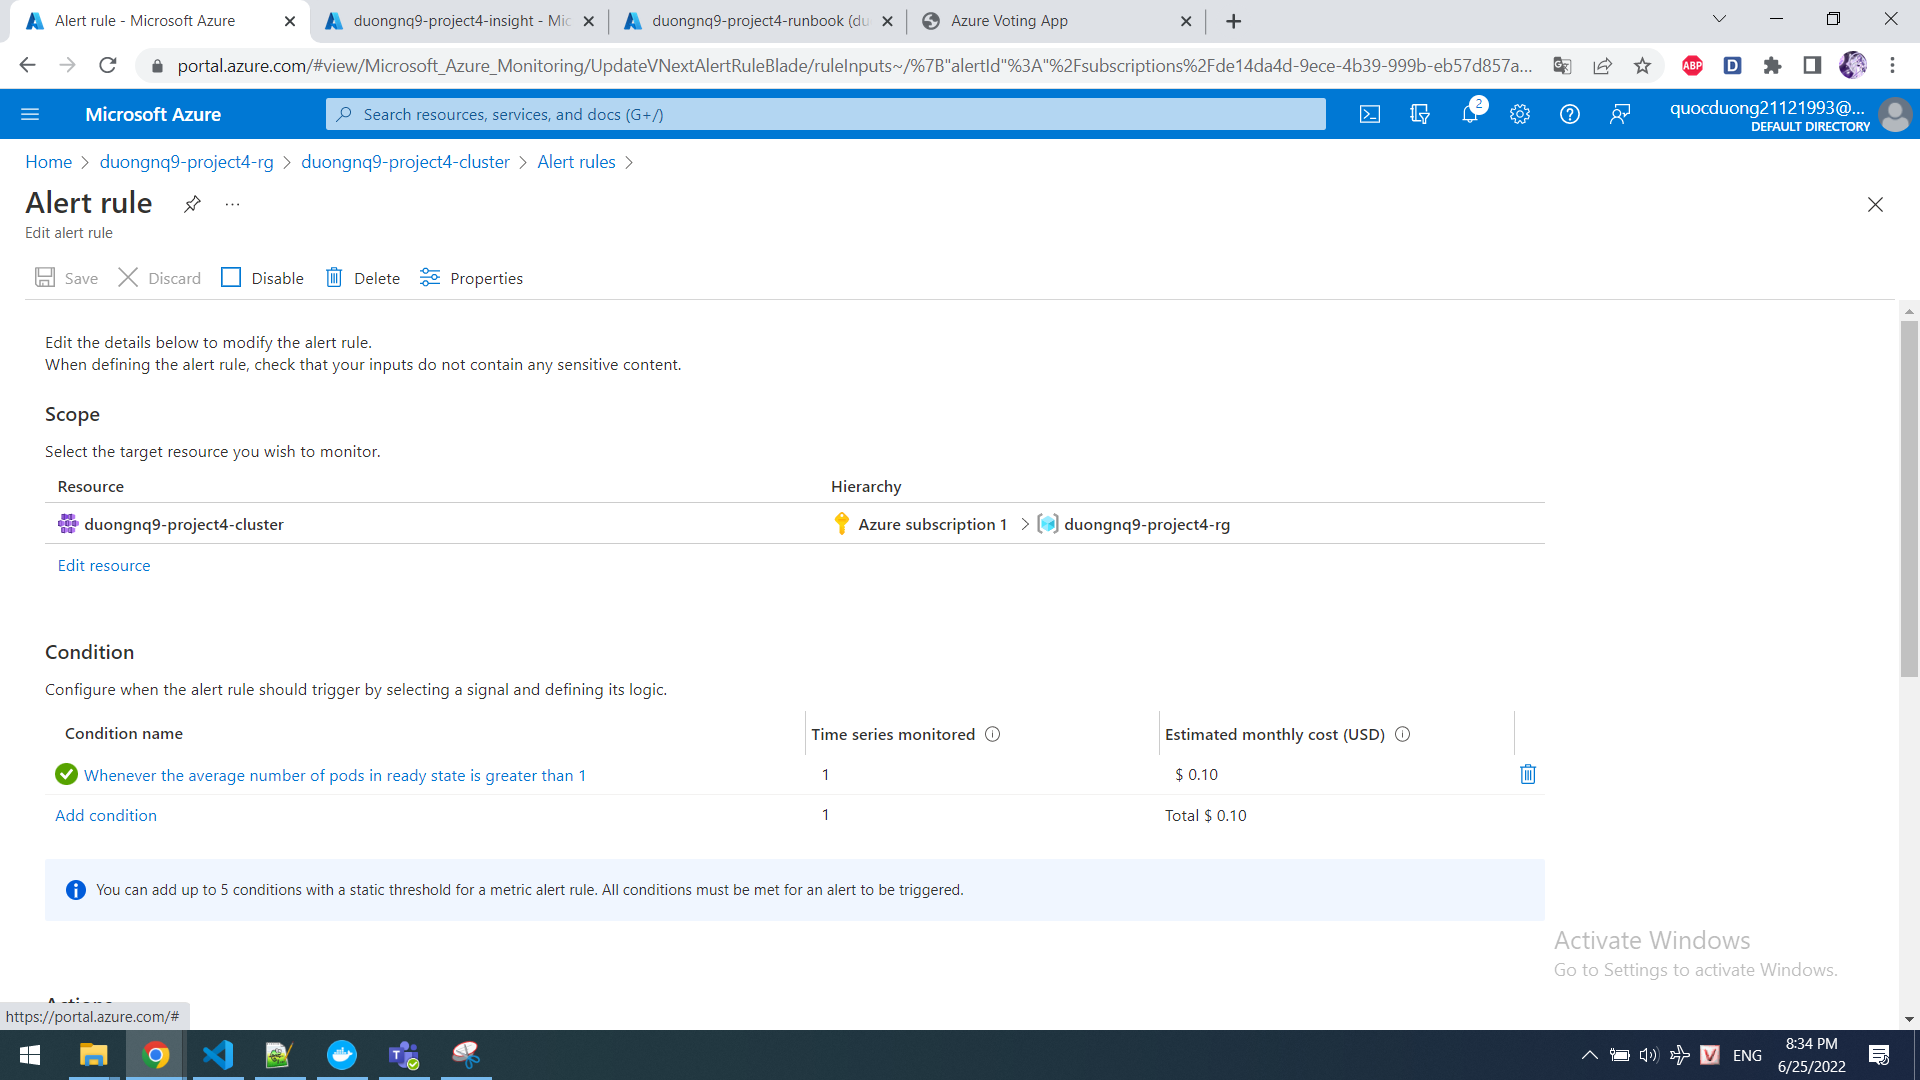 Alert rule - Microsoft Azure
duongnq9-project4-insight - Mic
duongnq9-project4-runbook (du
Azure Voting App
portal.azure.com/#view/Microsoft_Azure_Monitoring/UpdateVNextAlertRuleBlade/ruleInputs~/%7B"alertId"%3A"%2Fsubscriptions%2Fde14da4d-9ece-4b39-999b-eb57d857a...
ABP
D
Microsoft Azure
Search resources, services, and docs (G+/)
2
quocduong21121993@...
DEFAULT DIRECTORY
Home > duongnq9-project4-rg > duongnq9-project4-cluster > Alert rules >
Alert rule
...
Edit alert rule
Save
Discard
Disable
Delete
Properties
Edit the details below to modify the alert rule.
When defining the alert rule, check that your inputs do not contain any sensitive content.
Scope
Select the target resource you wish to monitor.
Resource
Hierarchy
duongnq9-project4-cluster
Azure subscription 1 > duongnq9-project4-rg
Edit resource
Condition
Configure when the alert rule should trigger by selecting a signal and defining its logic.
Condition name
Time series monitored
Estimated monthly cost (USD)
Whenever the average number of pods in ready state is greater than 1
1
$ 0.10
Add condition
1
Total $ 0.10
You can add up to 5 conditions with a static threshold for a metric alert rule. All conditions must be met for an alert to be triggered.
Activate Windows
Go to Settings to activate Windows.
Actions
https://portal.azure.com/#
V
ENG
8:34 PM
6/25/2022